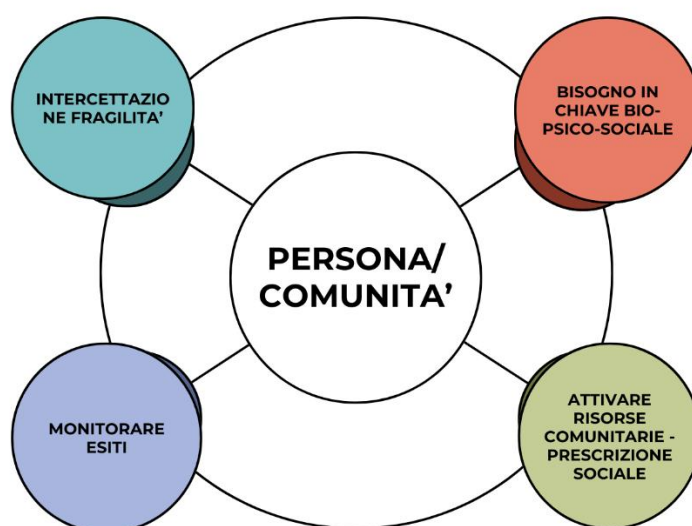 INTERCETTAZIO
NE FRAGILITA’
BISOGNO IN
CHIAVE BIO-
PSICO-SOCIALE
PERSONA/
COMUNITA’
MONITORARE
ESITI
ATTIVARE
RISORSE
COMUNITARIE -
PRESCRIZIONE
SOCIALE